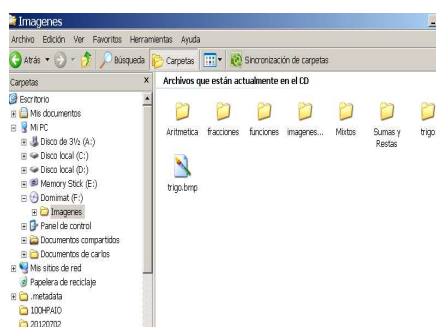 Imagenes
Archivo Edición Ver Favoritos Herramientas Ayuda
Atrás Búsqueda Carpetas Sincronización de carpetas
Carpetas x Archivos que están actualmente en el CD
Escritorio
Mis documentos
Mi PC
Disco de 3½ (A:)
Disco local (C:)
Disco local (D:)
Memory Stick (E:)
Domimat (F:)
Imagenes
Panel de control
Documentos compartidos
Documentos de carlos
Mis sitios de red
Papelera de reciclaje
.metadata
100HPAIO
20120702
Aritmetica fracciones funciones imagenes... Mixtos Sumas y Restas trigo
trigo.bmp